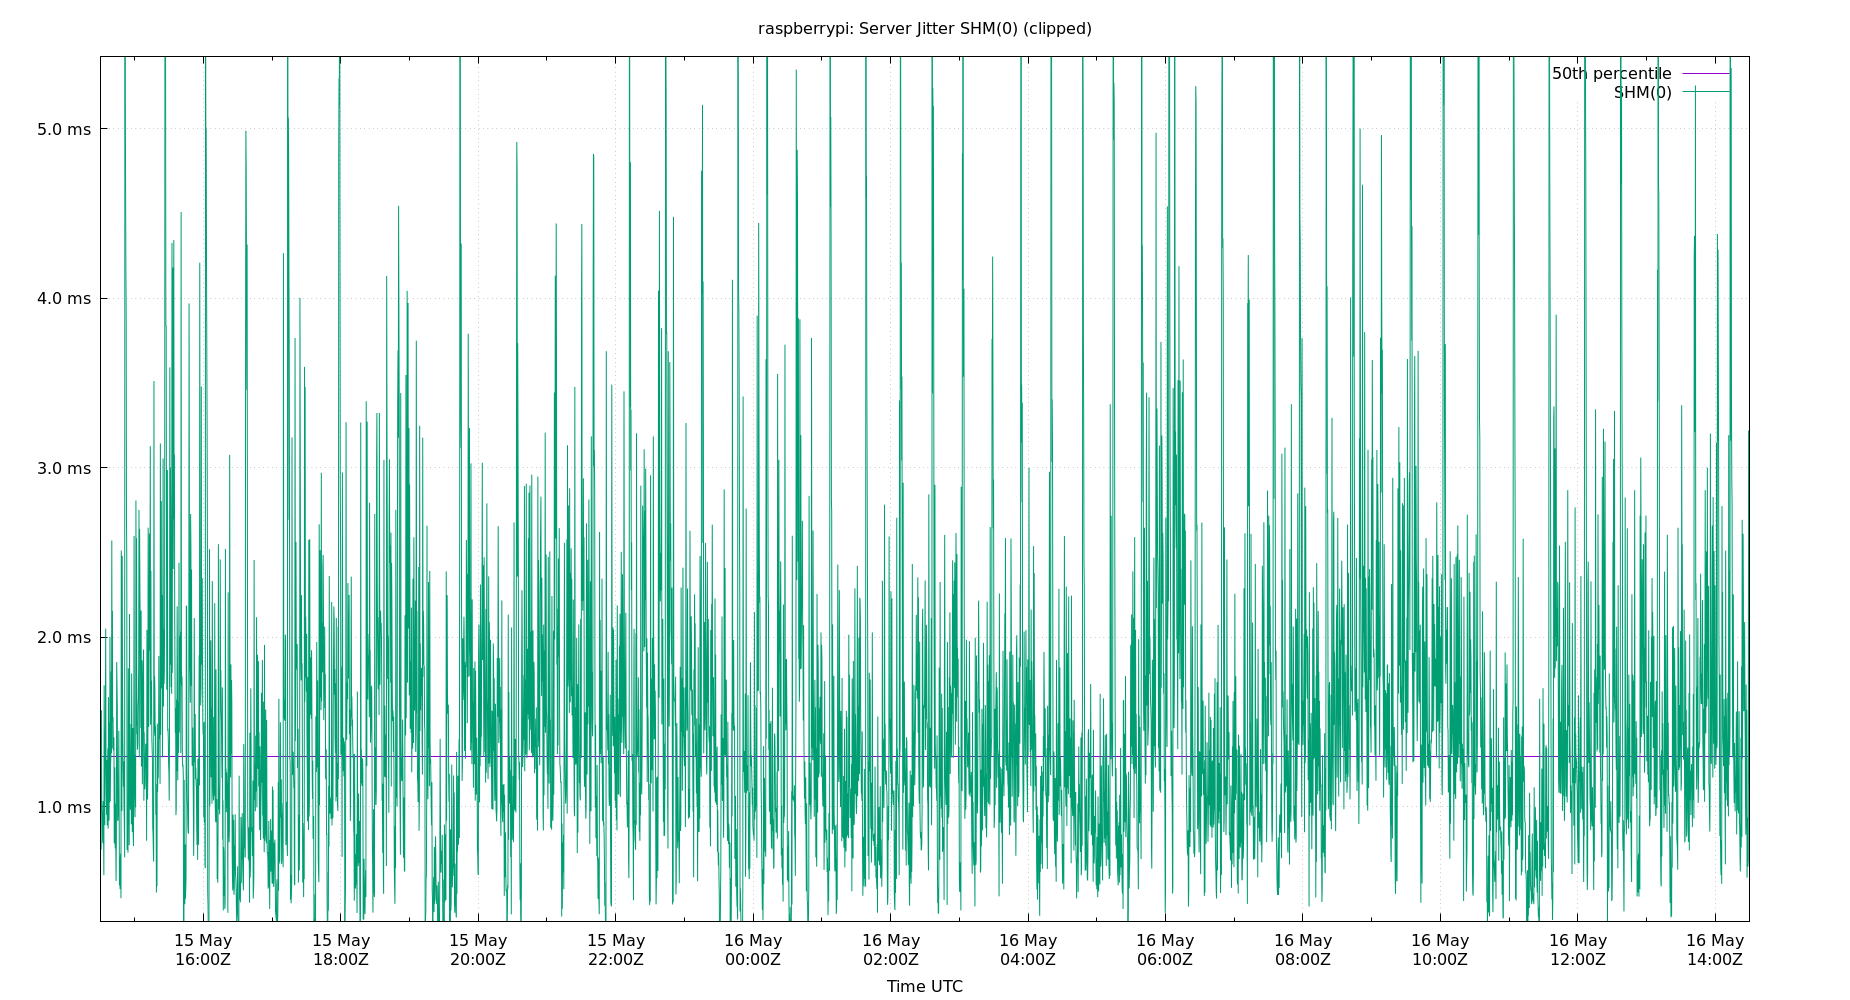 raspberrypi: Server Jitter SHM(0) (clipped)
50th percentile
SHM(0)
5.0 ms
4.0 ms
3.0 ms
2.0 ms
1.0 ms
15 May 15 May 15 May 15 May 16 May 16 May 16 May 16 May 16 May 16 May 16 May 16 May
16:00Z 18:00Z 20:00Z 22:00Z 00:00Z 02:00Z 04:00Z 06:00Z 08:00Z 10:00Z 12:00Z 14:00Z
Time UTC